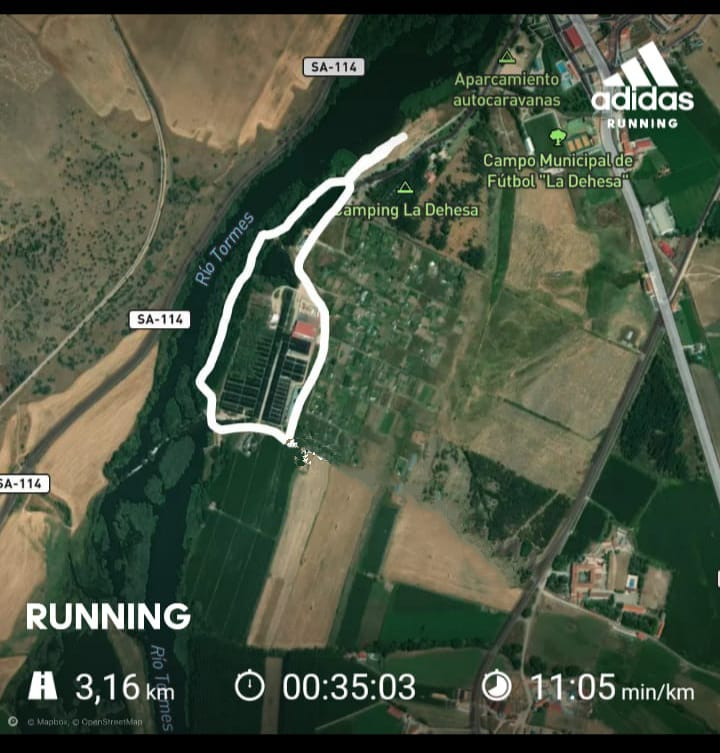 SA-114
Aparcamiento
autocaravanas
adidas
RUNNING
Campo Municipal de
Fútbol "La Dehesa"
Camping La Dehesa
Río Tormes
SA-114
SA-114
RUNNING
Río Tormes
3,16 km
00:35:03
11:05 min/km
© Mapbox, © OpenStreetMap